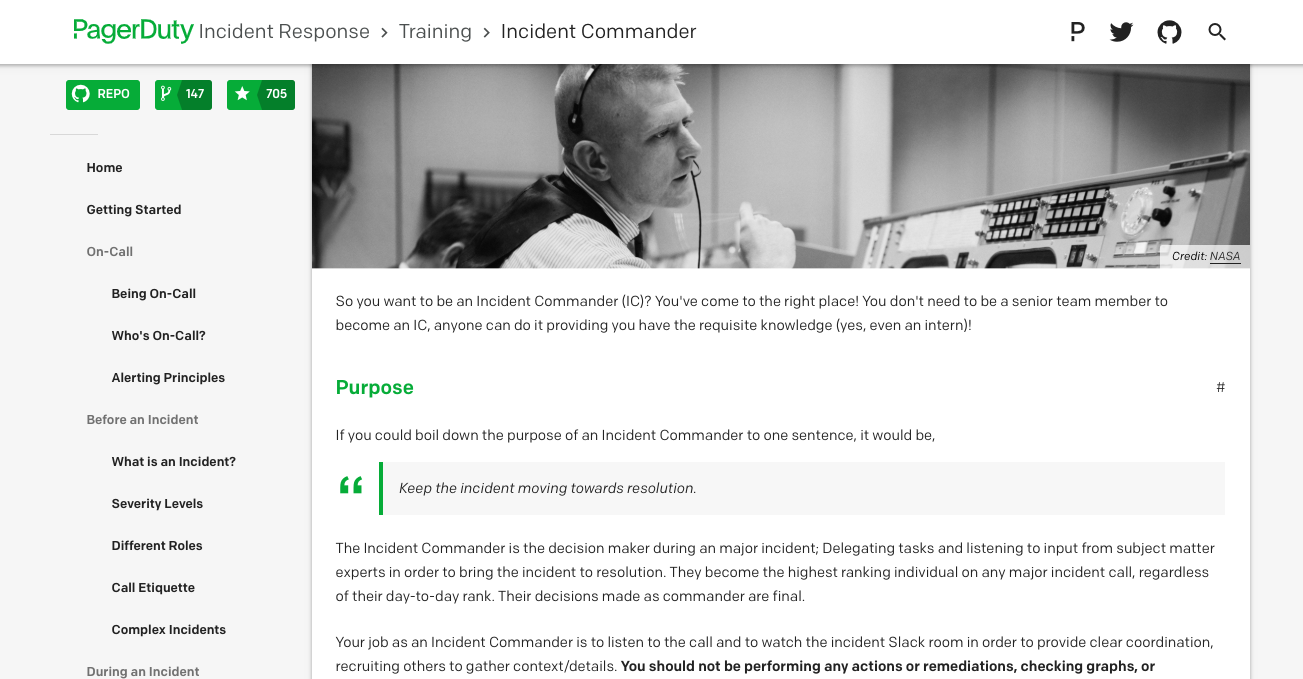 PagerDuty Incident Response › Training › Incident Commander
REPO 147 705
Home
Getting Started
On-Call
Being On-Call
Who's On-Call?
Alerting Principles
Before an Incident
What is an Incident?
Severity Levels
Different Roles
Call Etiquette
Complex Incidents
During an Incident
Credit: NASA
So you want to be an Incident Commander (IC)? You've come to the right place! You don't need to be a senior team member to
become an IC, anyone can do it providing you have the requisite knowledge (yes, even an intern)!
Purpose #
If you could boil down the purpose of an Incident Commander to one sentence, it would be,
“ Keep the incident moving towards resolution.
The Incident Commander is the decision maker during an major incident; Delegating tasks and listening to input from subject matter
experts in order to bring the incident to resolution. They become the highest ranking individual on any major incident call, regardless
of their day-to-day rank. Their decisions made as commander are final.
Your job as an Incident Commander is to listen to the call and to watch the incident Slack room in order to provide clear coordination,
recruiting others to gather context/details. You should not be performing any actions or remediations, checking graphs, or